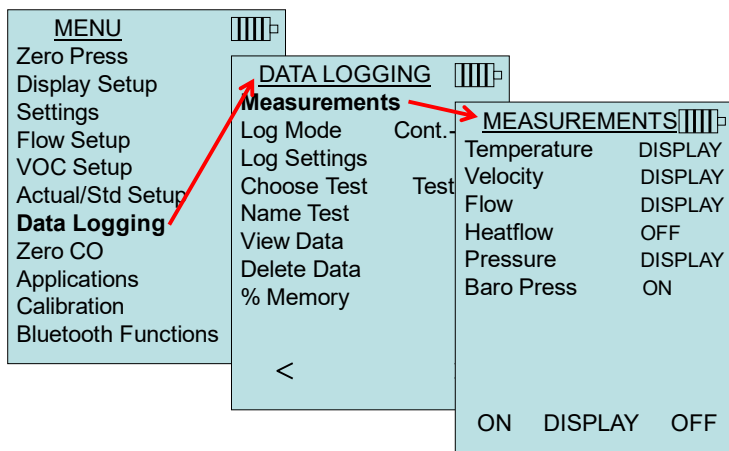 MENU
Zero Press
Display Setup
Settings
Flow Setup
VOC Setup
Actual/Std Setup
Data Logging
Zero CO
Applications
Calibration
Bluetooth Functions
DATA LOGGING
Measurements
Log Mode Cont.-
Log Settings
Choose Test Test
Name Test
View Data
Delete Data
% Memory
<
MEASUREMENTS
Temperature DISPLAY
Velocity DISPLAY
Flow DISPLAY
Heatflow OFF
Pressure DISPLAY
Baro Press ON
ON DISPLAY OFF